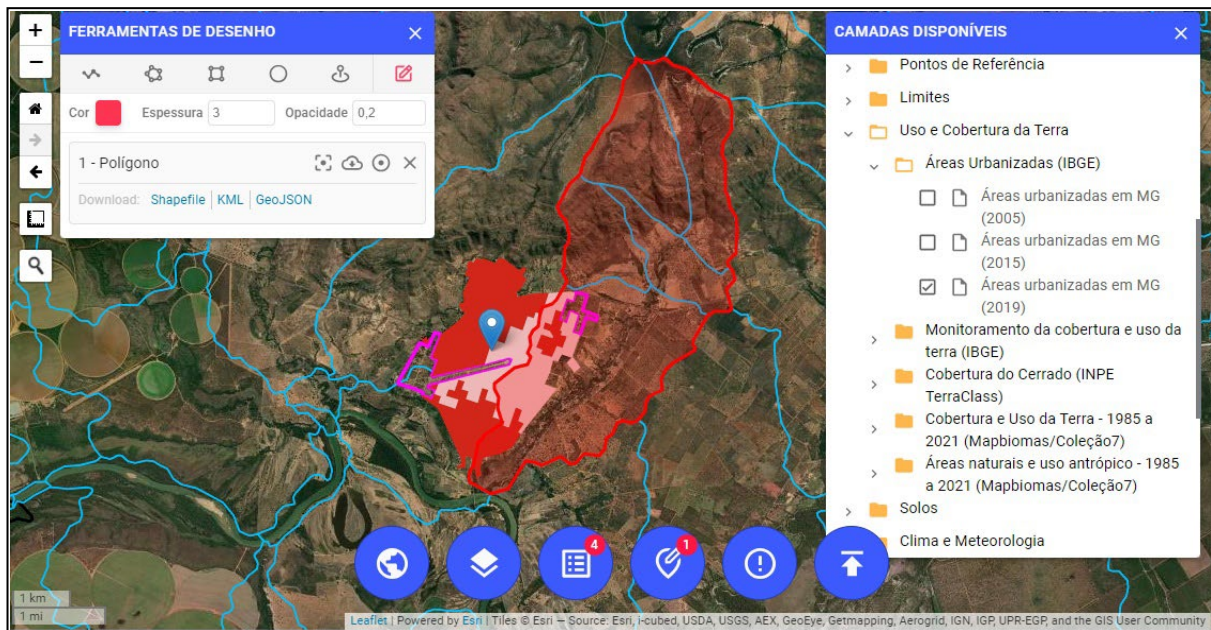 +
−
FERRAMENTAS DE DESENHO ×
Cor Espessura 3 Opacidade 0,2
1 - Polígono
Download: Shapefile | KML | GeoJSON
CAMADAS DISPONÍVEIS ×
Pontos de Referência
Limites
Uso e Cobertura da Terra
Áreas Urbanizadas (IBGE)
Áreas urbanizadas em MG
(2005)
Áreas urbanizadas em MG
(2015)
Áreas urbanizadas em MG
(2019)
Monitoramento da cobertura e uso da
terra (IBGE)
Cobertura do Cerrado (INPE
TerraClass)
Cobertura e Uso da Terra - 1985 a
2021 (Mapbiomas/Coleção7)
Áreas naturais e uso antrópico - 1985
a 2021 (Mapbiomas/Coleção7)
Solos
Clima e Meteorologia
4
1
1 km
1 mi
Leaflet | Powered by Esri | Tiles © Esri — Source: Esri, i-cubed, USDA, USGS, AEX, GeoEye, Getmapping, Aerogrid, IGN, IGP, UPR-EGP, and the GIS User Community